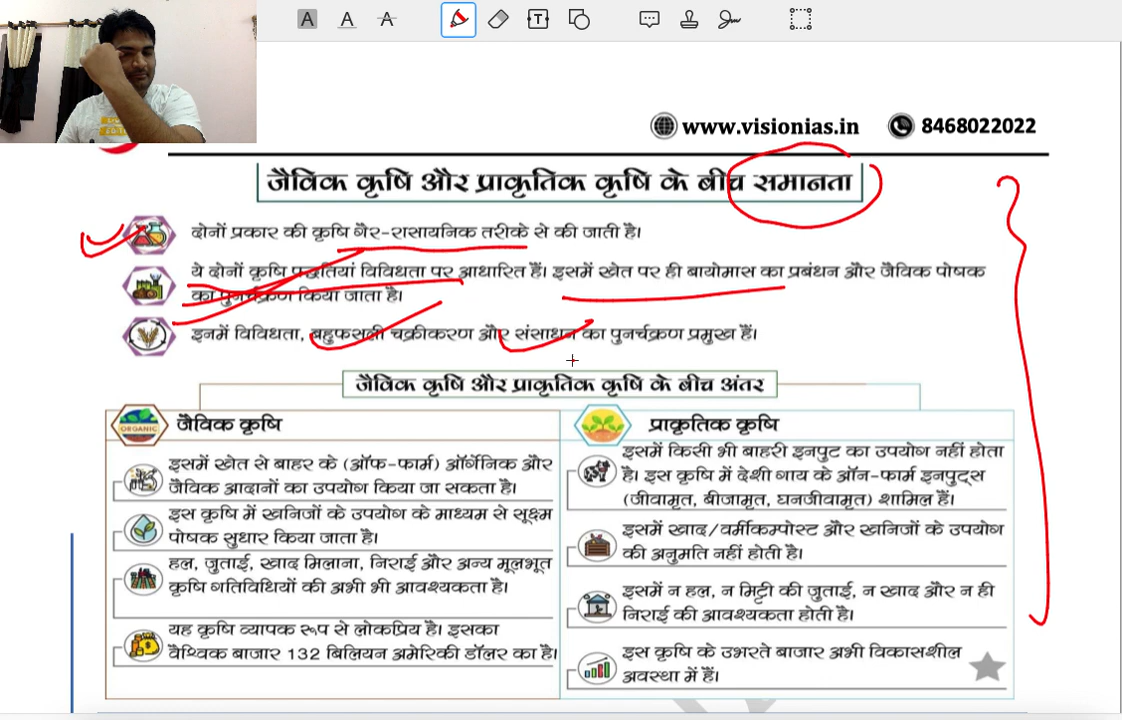 A A A T
www.visionias.in 8468022022
जैविक कृषि और प्राकृतिक कृषि के बीच समानता
दोनों प्रकार की कृषि गैर-रासायनिक तरीके से की जाती है।
ये दोनों कृषि पद्धतियां विविधता पर आधारित हैं। इसमें खेत पर ही बायोमास का प्रबंधन और जैविक पोषक
का पुनर्चक्रण किया जाता है।
इनमें विविधता, बहुफसली चक्रीकरण और संसाधन का पुनर्चक्रण प्रमुख हैं।
जैविक कृषि और प्राकृतिक कृषि के बीच अंतर
ORGANIC जैविक कृषि
इसमें खेत से बाहर के (ऑफ-फार्म) ऑर्गेनिक और
जैविक आदानों का उपयोग किया जा सकता है।
इस कृषि में खनिजों के उपयोग के माध्यम से सूक्ष्म
पोषक सुधार किया जाता है।
हल, जुताई, खाद मिलाना, निराई और अन्य मूलभूत
कृषि गतिविधियों की अभी भी आवश्यकता है।
यह कृषि व्यापक रूप से लोकप्रिय है। इसका
वैश्विक बाजार 132 बिलियन अमेरिकी डॉलर का है।
प्राकृतिक कृषि
इसमें किसी भी बाहरी इनपुट का उपयोग नहीं होता
है। इस कृषि में देशी गाय के ऑन-फार्म इनपुट्स
(जीवामृत, बीजामृत, घनजीवामृत) शामिल हैं।
इसमें खाद/वर्मीकम्पोस्ट और खनिजों के उपयोग
की अनुमति नहीं होती है।
इसमें न हल, न मिट्टी की जुताई, न खाद और न ही
निराई की आवश्यकता होती है।
इस कृषि के उभरते बाजार अभी विकासशील
अवस्था में हैं।